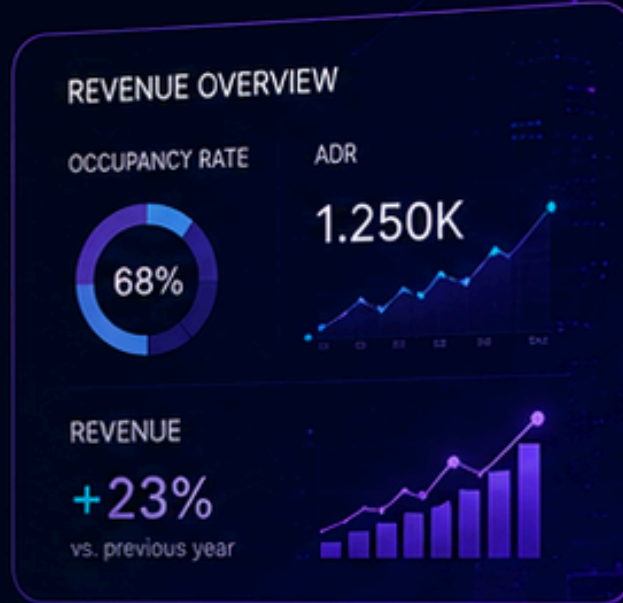 REVENUE OVERVIEW
OCCUPANCY RATE
68%
ADR
1.250K
REVENUE
+23%
vs. previous year